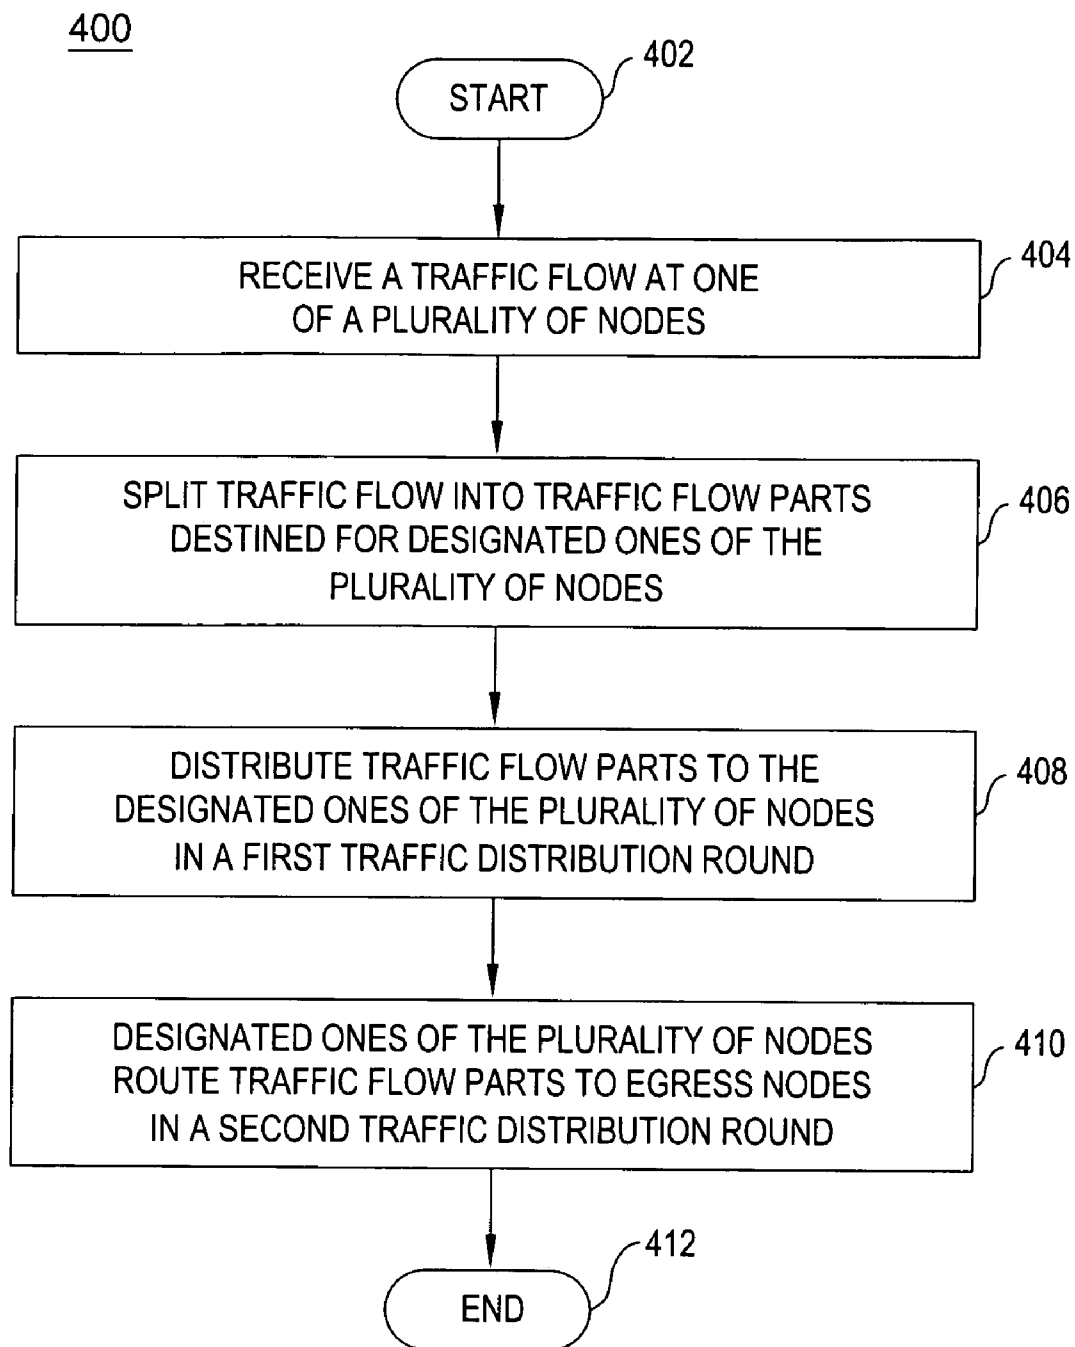 400
START
402
RECEIVE A TRAFFIC FLOW AT ONE
OF A PLURALITY OF NODES
404
SPLIT TRAFFIC FLOW INTO TRAFFIC FLOW PARTS
DESTINED FOR DESIGNATED ONES OF THE
PLURALITY OF NODES
406
DISTRIBUTE TRAFFIC FLOW PARTS TO THE
DESIGNATED ONES OF THE PLURALITY OF NODES
IN A FIRST TRAFFIC DISTRIBUTION ROUND
408
DESIGNATED ONES OF THE PLURALITY OF NODES
ROUTE TRAFFIC FLOW PARTS TO EGRESS NODES
IN A SECOND TRAFFIC DISTRIBUTION ROUND
410
END
412